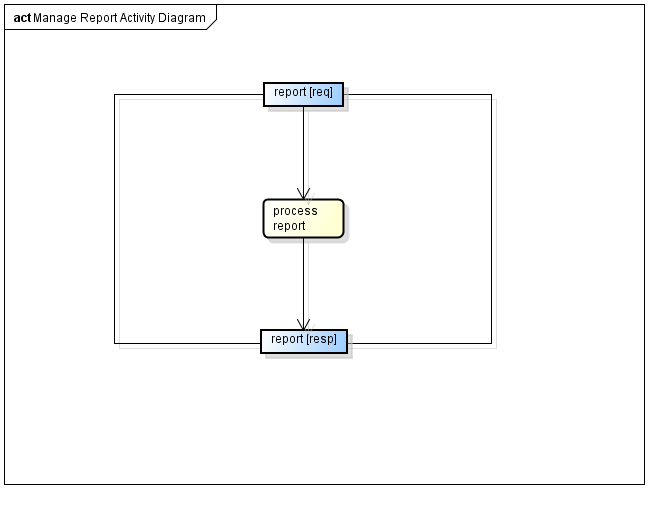 act Manage Report Activity Diagram
report [req]
process
report
report [resp]